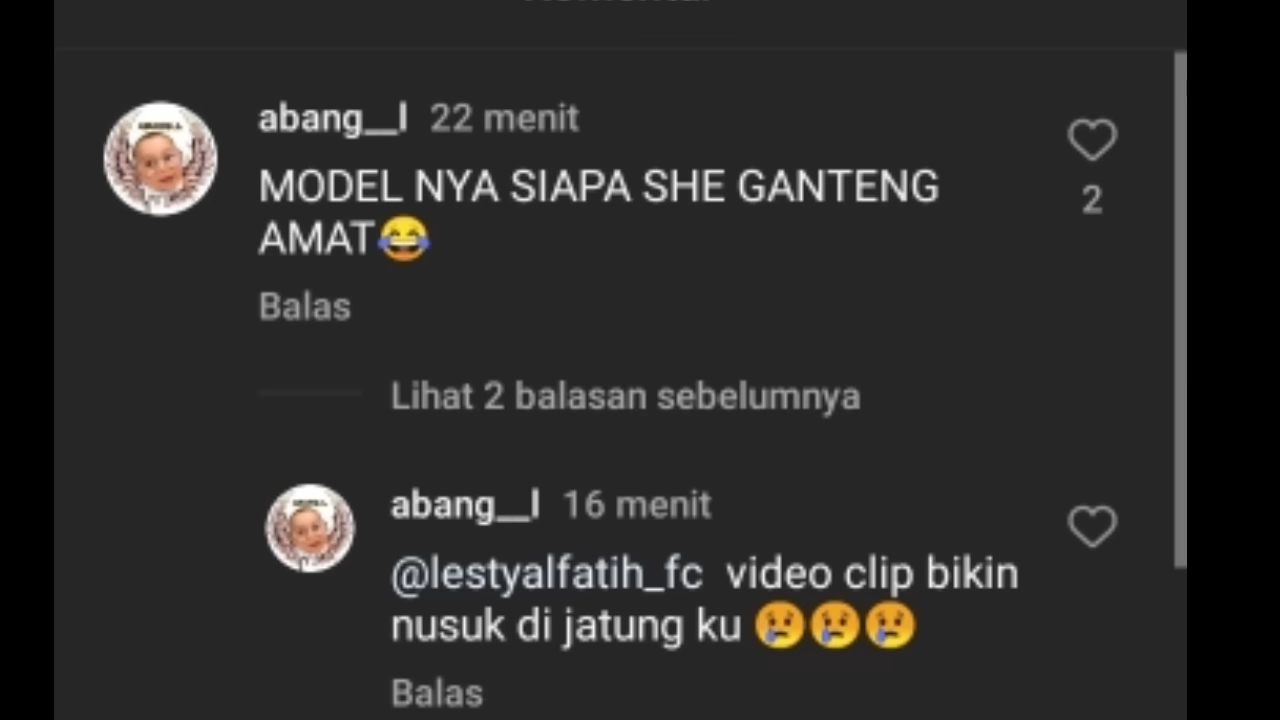 abang__l 22 menit
MODEL NYA SIAPA SHE GANTENG
AMAT😂
2
Balas
Lihat 2 balasan sebelumnya
abang__l 16 menit
@lestyalfatih_fc video clip bikin
nusuk di jatung ku 😢😢😢
Balas